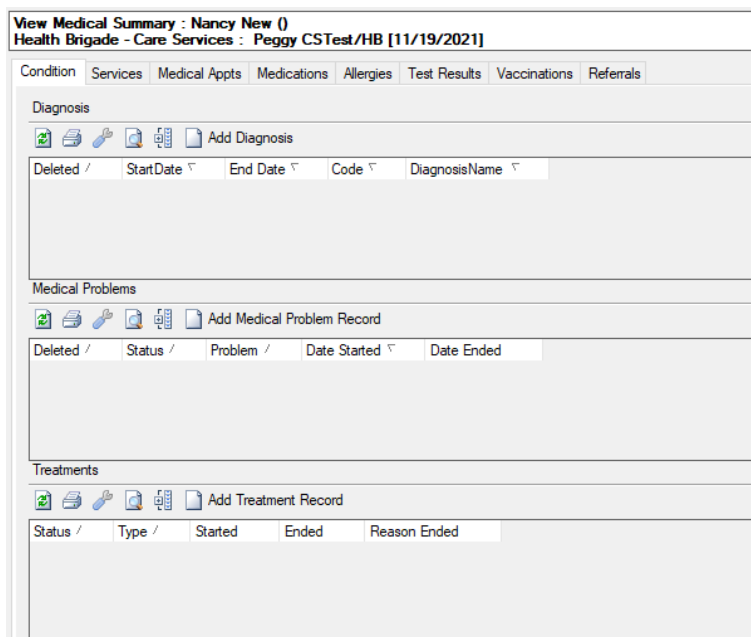 View Medical Summary : Nancy New ()
Health Brigade - Care Services : Peggy CSTest/HB [11/19/2021]
Condition Services Medical Appts Medications Allergies Test Results Vaccinations Referrals
Diagnosis
Add Diagnosis
Deleted StartDate End Date Code DiagnosisName
Medical Problems
Add Medical Problem Record
Deleted Status Problem Date Started Date Ended
Treatments
Add Treatment Record
Status Type Started Ended Reason Ended